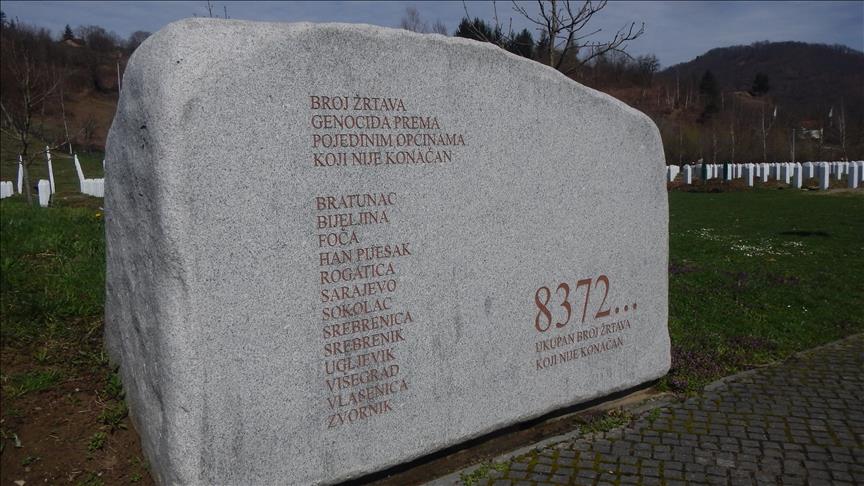 BROJ ŽRTAVA
GENOCIDA PREMA
POJEDINIM OPĆINAMA
KOJI NIJE KONAČAN
BRATUNAC
BIJELJINA
FOČA
HAN PIJESAK
ROGATICA
SARAJEVO
SOKOLAC
SREBRENICA
SREBRENIK
UGLJEVIK
VIŠEGRAD
VLASENICA
ZVORNIK
8372...
UKUPAN BROJ ŽRTAVA
KOJI NIJE KONAČAN